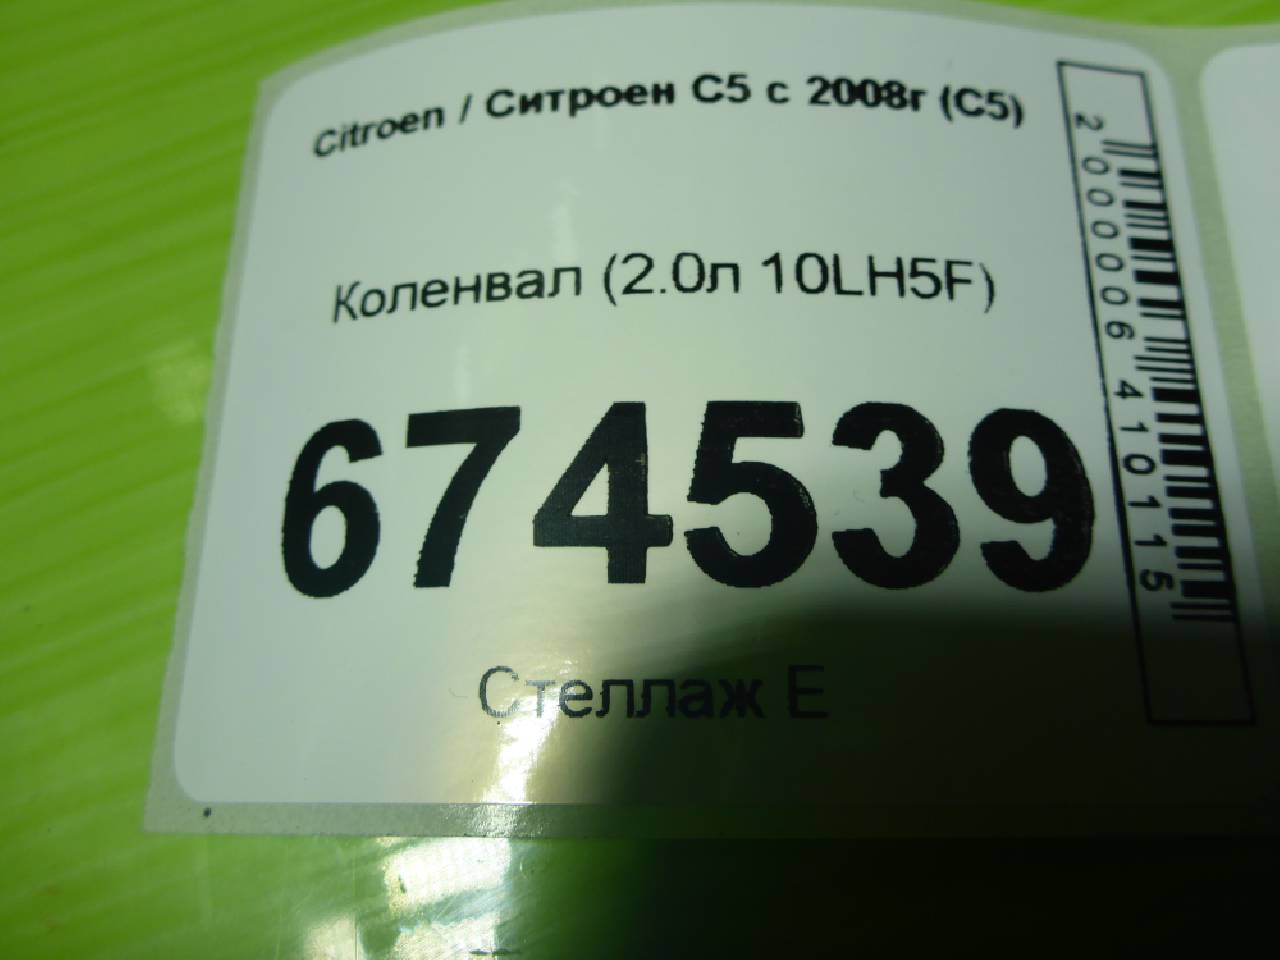 Citroen / Ситроен C5 с 2008г (C5)
Коленвал (2.0л 10LH5F)
674539
Стеллаж Е
2000006410115